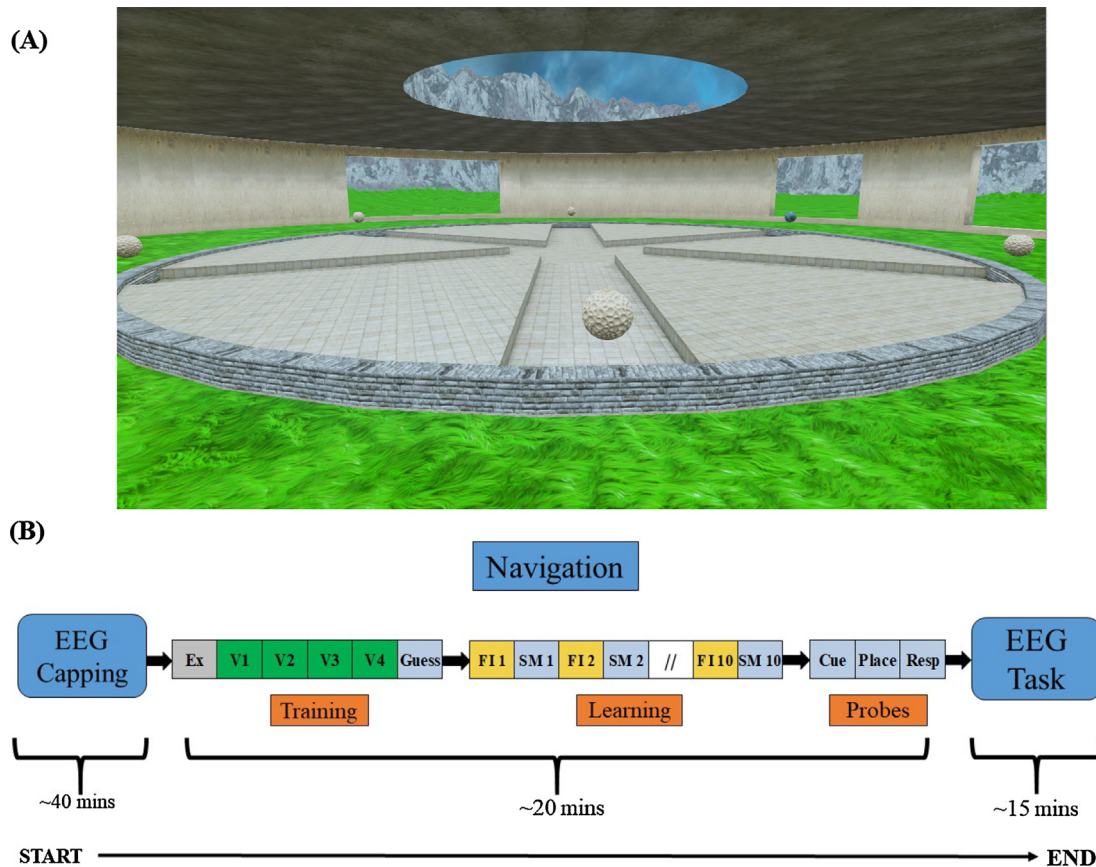 (A)
(B)
Navigation
EEG
Capping
Ex V1 V2 V3 V4 Guess
FI 1 SM 1 FI 2 SM 2 // FI 10 SM 10
Cue Place Resp
EEG
Task
Training Learning Probes
~40 mins ~20 mins ~15 mins
START END